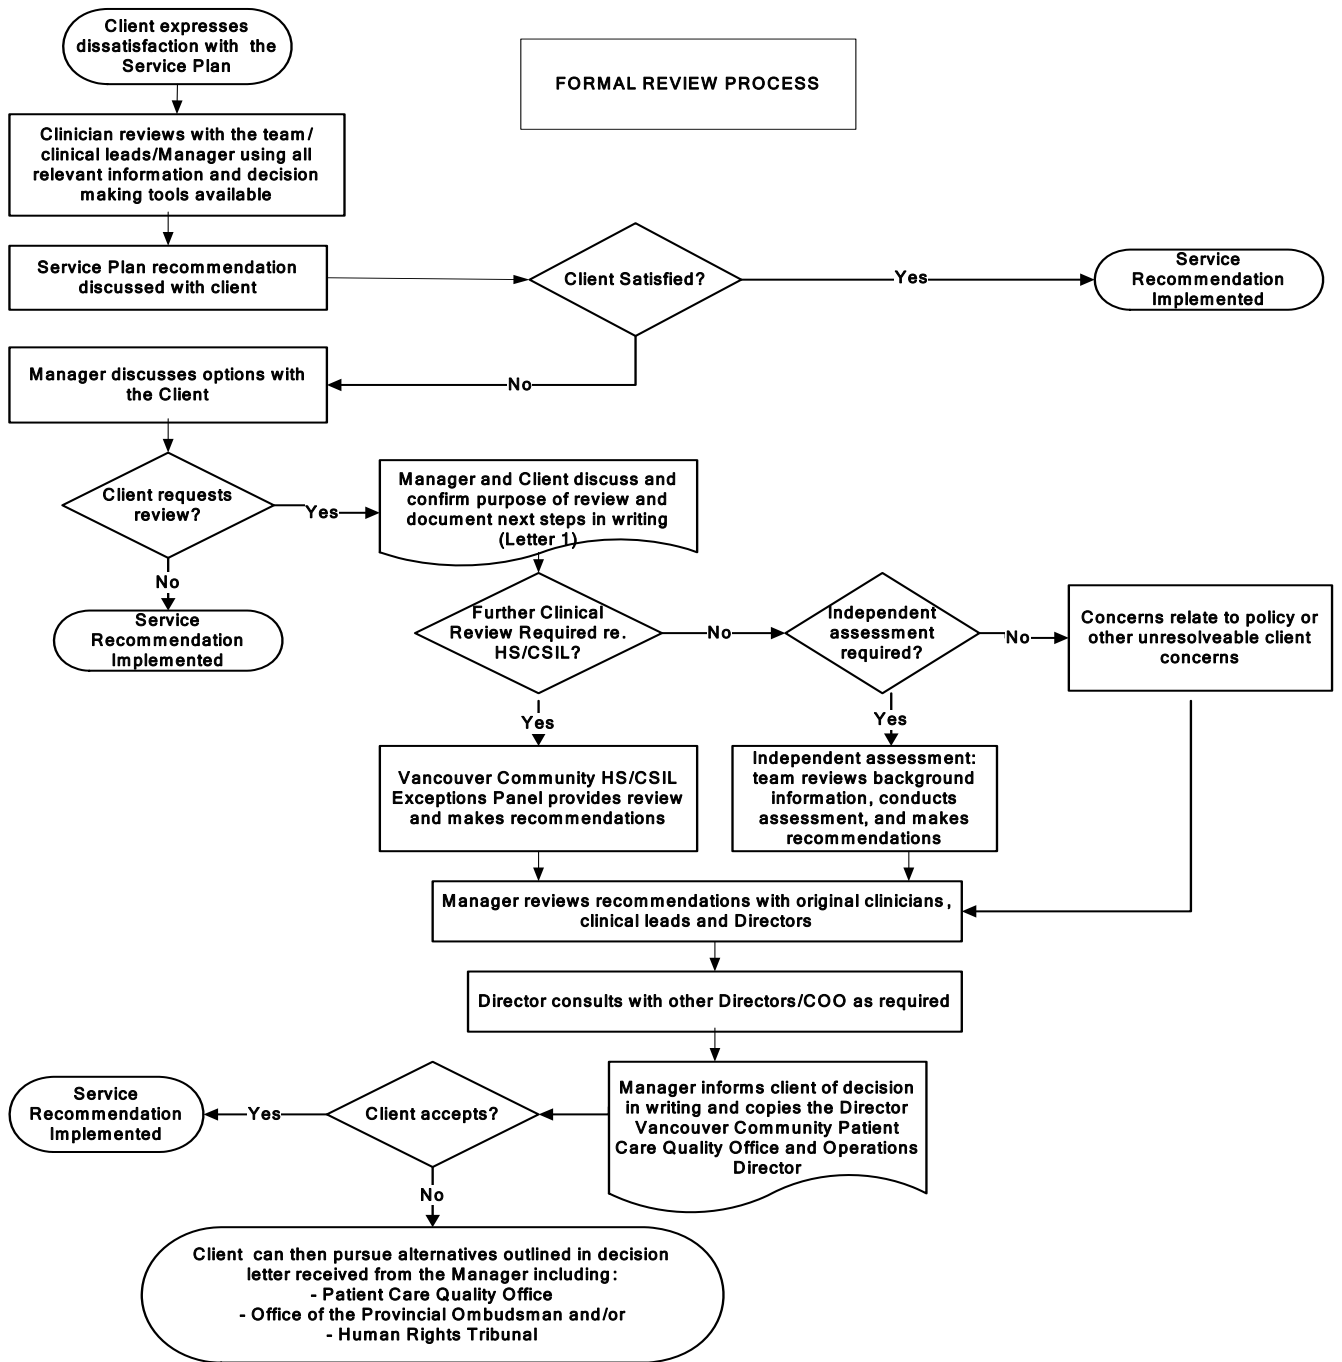 Client expresses
dissatisfaction with the
Service Plan
FORMAL REVIEW PROCESS
Clinician reviews with the team/
clinical leads/Manager using all
relevant information and decision
making tools available
Service Plan recommendation
discussed with client
Client Satisfied?
Yes
Service
Recommendation
Implemented
Manager discusses options with
the Client
No
Client requests
review?
Yes
Manager and Client discuss and
confirm purpose of review and
document next steps in writing
(Letter 1)
No
Service
Recommendation
Implemented
Further Clinical
Review Required re.
HS/CSIL?
No
Independent
assessment
required?
No
Concerns relate to policy or
other unresolveable client
concerns
Yes
Yes
Vancouver Community HS/CSIL
Exceptions Panel provides review
and makes recommendations
Independent assessment:
team reviews background
information, conducts
assessment, and makes
recommendations
Manager reviews recommendations with original clinicians,
clinical leads and Directors
Director consults with other Directors/COO as required
Manager informs client of decision
in writing and copies the Director
Vancouver Community Patient
Care Quality Office and Operations
Director
Client accepts?
Yes
Service
Recommendation
Implemented
No
Client can then pursue alternatives outlined in decision
letter received from the Manager including:
- Patient Care Quality Office
- Office of the Provincial Ombudsman and/or
- Human Rights Tribunal